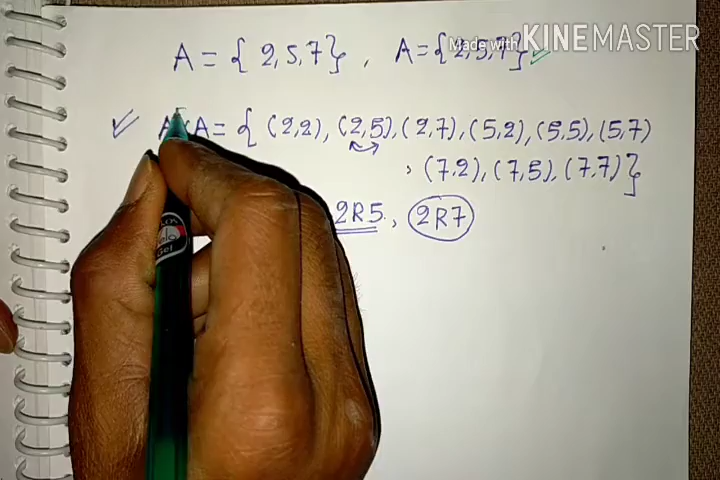 A = { 2,5,7} , A={2,5,7}
Made with KINEMASTER
A×A = { (2,2), (2,5), (2,7), (5,2), (5,5), (5,7)
, (7,2), (7,5), (7,7) }
2R5 , 2R7